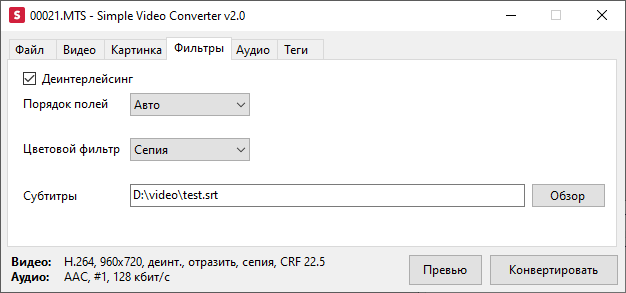 S 00021.MTS - Simple Video Converter v2.0
Файл Видео Картинка Фильтры Аудио Теги
Деинтерлейсинг
Порядок полей Авто
Цветовой фильтр Сепия
Субтитры D:\video\test.srt Обзор
Видео: H.264, 960x720, деинт., отразить, сепия, CRF 22.5
Аудио: AAC, #1, 128 кбит/с
Превью Конвертировать